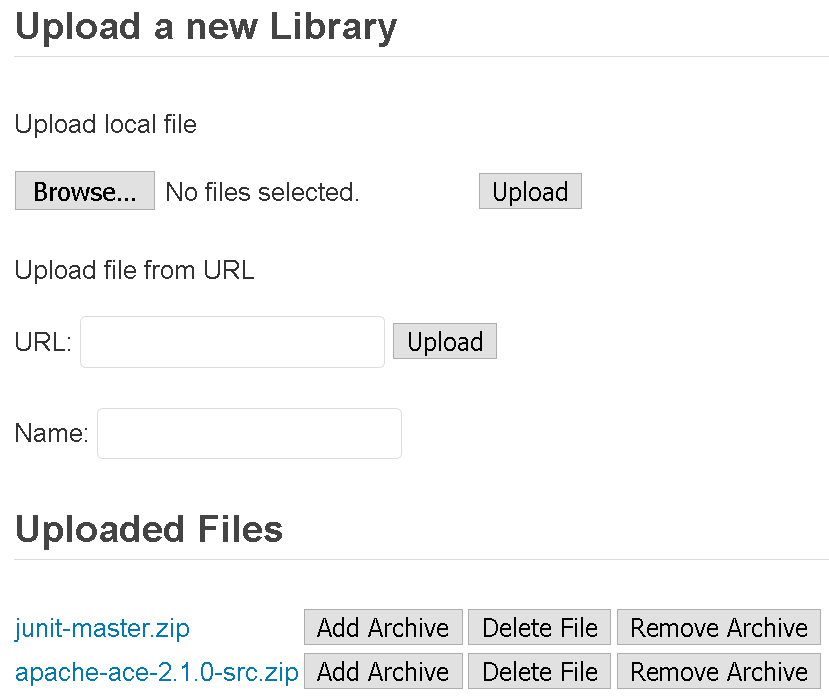 Upload a new Library
Upload local file
Browse... No files selected. Upload
Upload file from URL
URL: Upload
Name:
Uploaded Files
junit-master.zip Add Archive Delete File Remove Archive
apache-ace-2.1.0-src.zip Add Archive Delete File Remove Archive